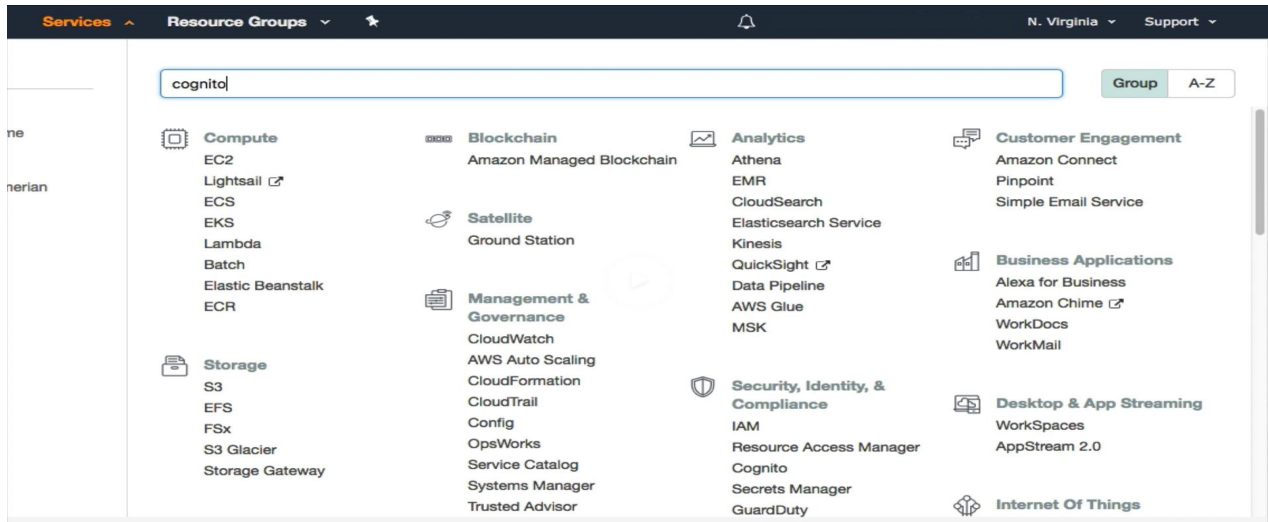 Services
Resource Groups
N. Virginia
Support
cognito
Group
A-Z
me
nerian
Compute
EC2
Lightsail
ECS
EKS
Lambda
Batch
Elastic Beanstalk
ECR
Storage
S3
EFS
FSx
S3 Glacier
Storage Gateway
Blockchain
Amazon Managed Blockchain
Satellite
Ground Station
Management &
Governance
CloudWatch
AWS Auto Scaling
CloudFormation
CloudTrail
Config
OpsWorks
Service Catalog
Systems Manager
Trusted Advisor
Analytics
Athena
EMR
CloudSearch
Elasticsearch Service
Kinesis
QuickSight
Data Pipeline
AWS Glue
MSK
Security, Identity, &
Compliance
IAM
Resource Access Manager
Cognito
Secrets Manager
GuardDuty
Customer Engagement
Amazon Connect
Pinpoint
Simple Email Service
Business Applications
Alexa for Business
Amazon Chime
WorkDocs
WorkMail
Desktop & App Streaming
WorkSpaces
AppStream 2.0
Internet Of Things